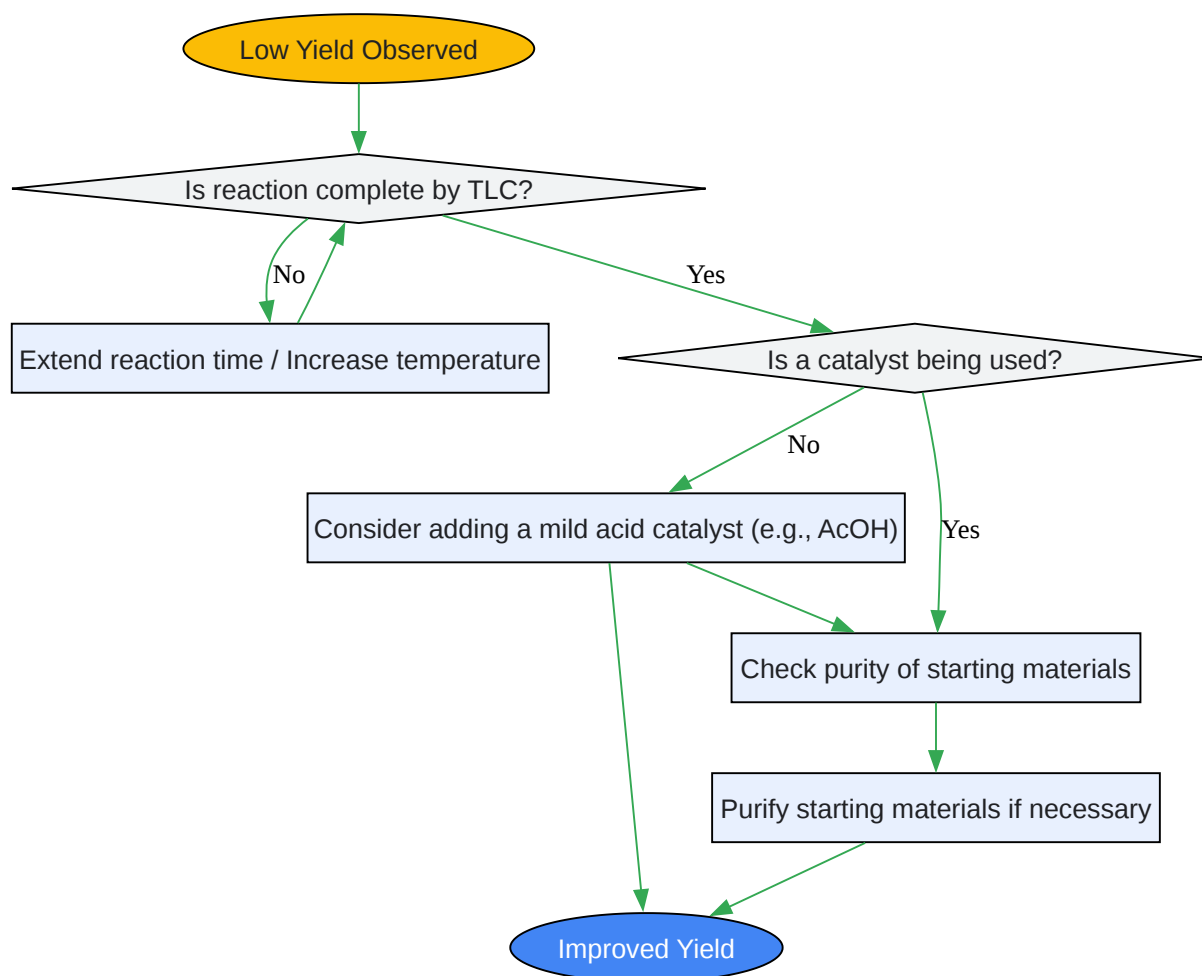 Low Yield Observed
Is reaction complete by TLC?
No
Yes
Extend reaction time / Increase temperature
Is a catalyst being used?
No
Consider adding a mild acid catalyst (e.g., AcOH)
Yes
Check purity of starting materials
Purify starting materials if necessary
Improved Yield